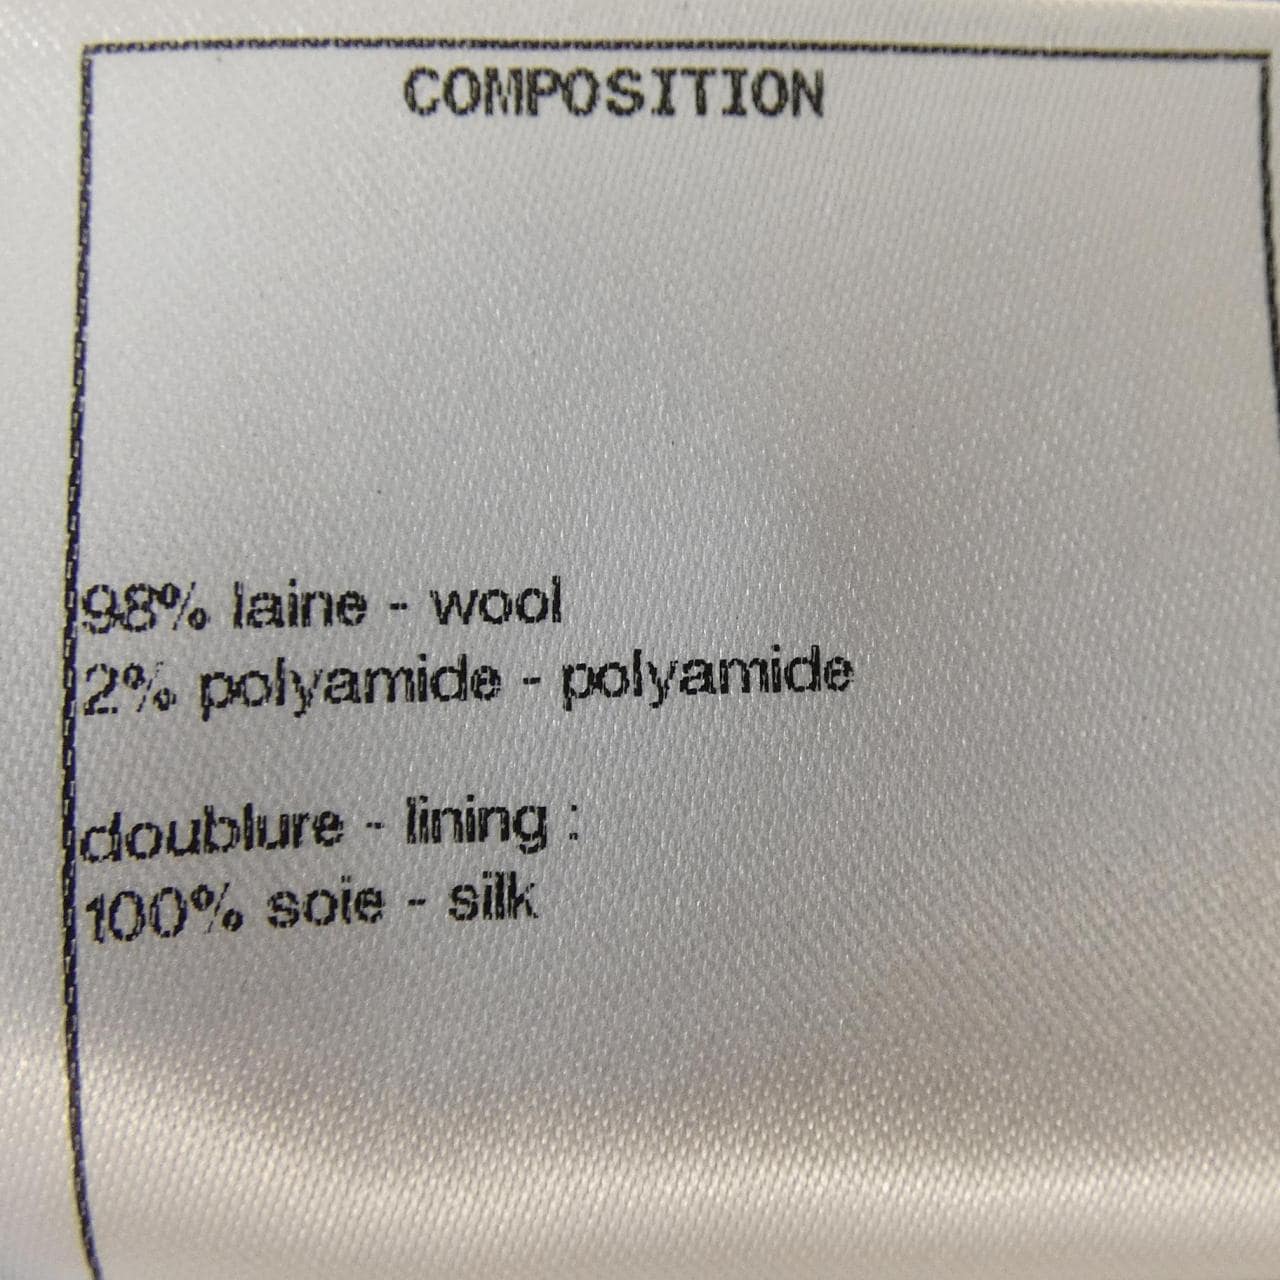 COMPOSITION
98% laine - wool
2% polyamide - polyamide
doublure - lining :
100% soie - silk